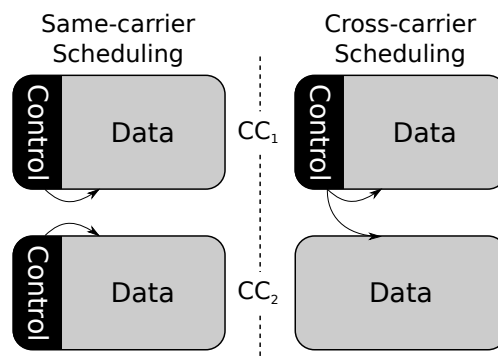 Same-carrier
Scheduling
Cross-carrier
Scheduling
Control
Data
CC₁
Control
Data
Control
Data
CC₂
Data